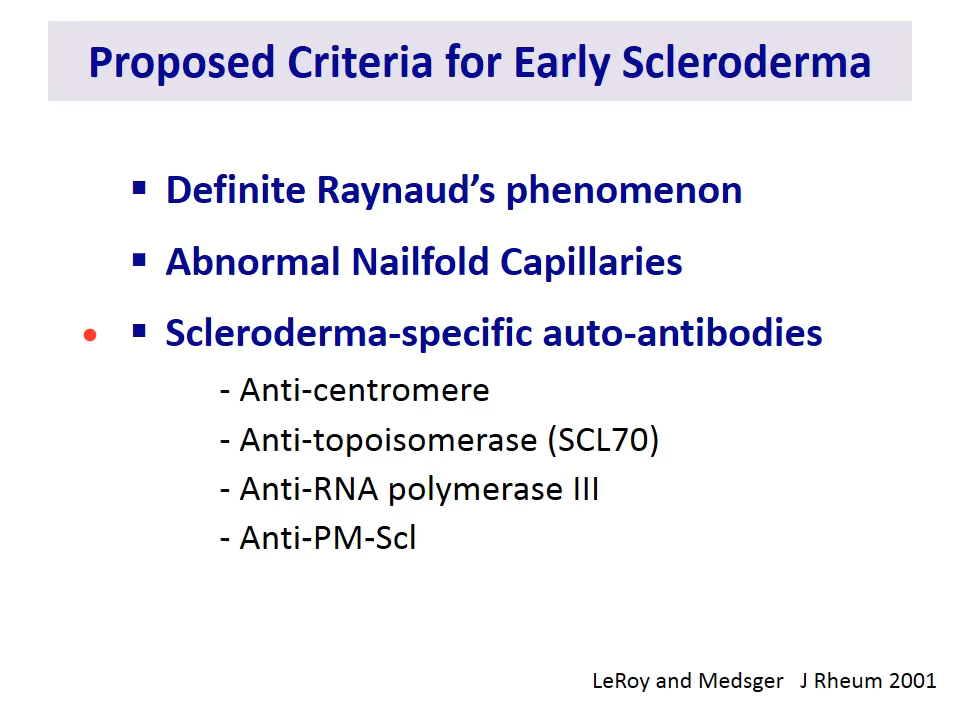 Proposed Criteria for Early Scleroderma
▪ Definite Raynaud’s phenomenon
▪ Abnormal Nailfold Capillaries
▪ Scleroderma-specific auto-antibodies
- Anti-centromere
- Anti-topoisomerase (SCL70)
- Anti-RNA polymerase III
- Anti-PM-Scl
LeRoy and Medsger J Rheum 2001